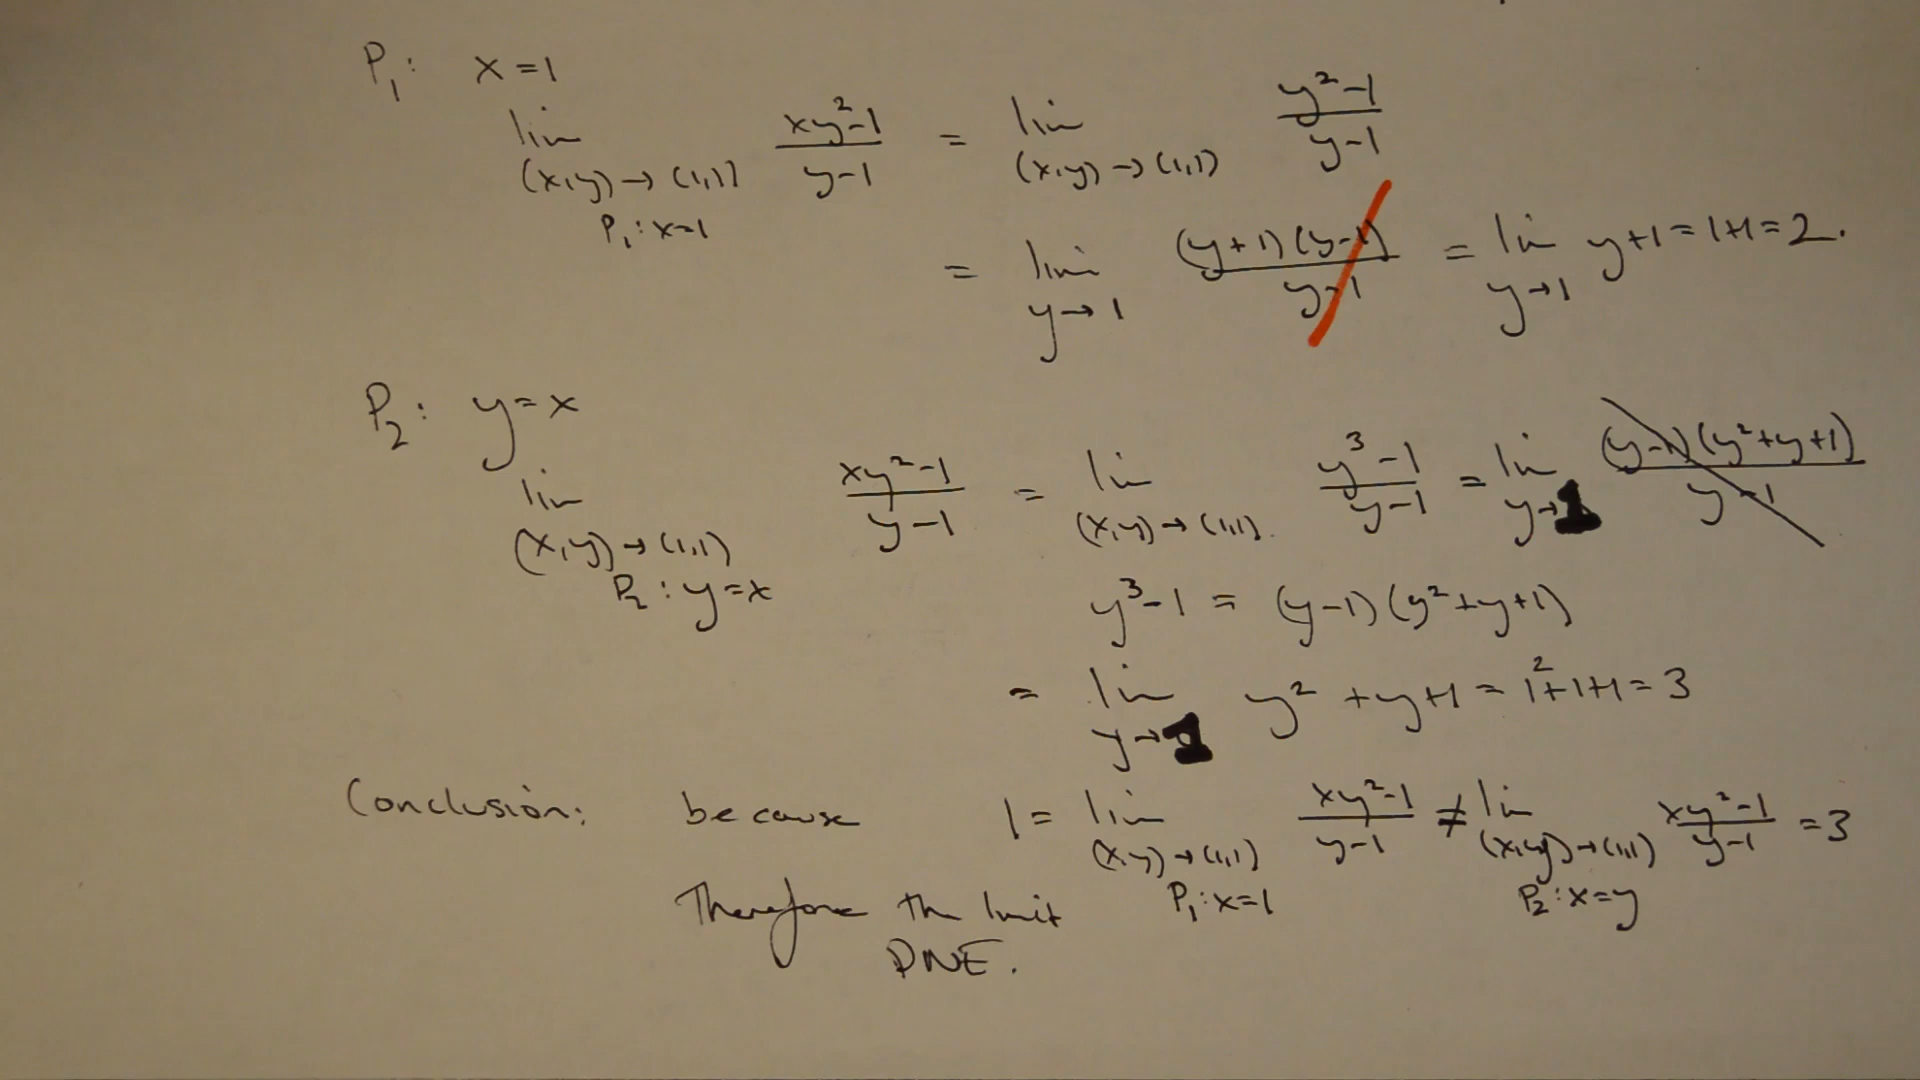 P₁: x=1
lim (x,y)→(1,1) P₁: x=1 (xy²-1)/(y-1) = lim (x,y)→(1,1) (y²-1)/(y-1)
= lim y→1 (y+1)(y-1)/(y-1) = lim y→1 y+1 = 1+1 = 2.
P₂: y=x
lim (x,y)→(1,1) P₂: y=x (xy²-1)/(y-1) = lim (x,y)→(1,1). (y³-1)/(y-1) = lim y→1 (y-1)(y²+y+1)/(y-1)
y³-1 = (y-1)(y²+y+1)
= lim y→1 y²+y+1 = 1²+1+1 = 3
Conclusion: because 1 = lim (x,y)→(1,1) P₁: x=1 (xy²-1)/(y-1) ≠ lim (x,y)→(1,1) P₂: x=y (xy²-1)/(y-1) = 3
Therefore the limit
DNE.